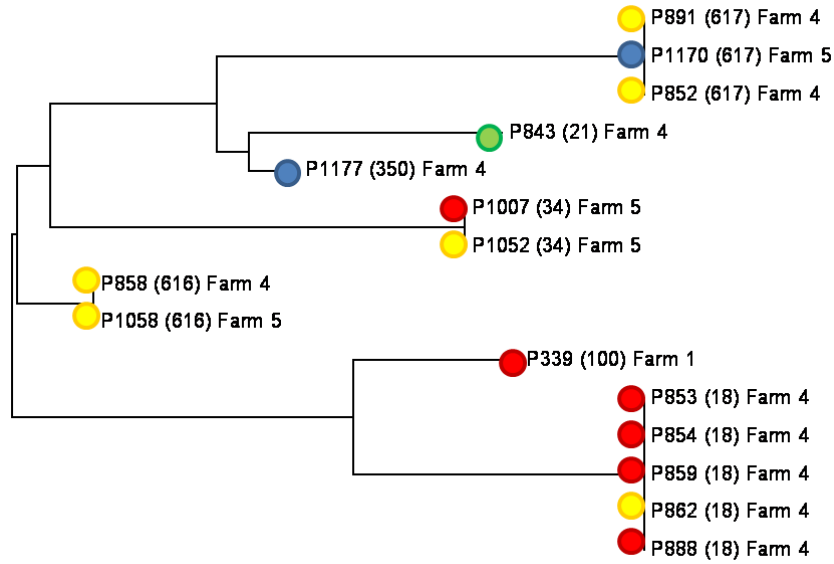 P891 (617) Farm 4
P1170 (617) Farm 5
P852 (617) Farm 4
P843 (21) Farm 4
P1177 (350) Farm 4
P1007 (34) Farm 5
P1052 (34) Farm 5
P858 (616) Farm 4
P1058 (616) Farm 5
P339 (100) Farm 1
P853 (18) Farm 4
P854 (18) Farm 4
P859 (18) Farm 4
P862 (18) Farm 4
P888 (18) Farm 4